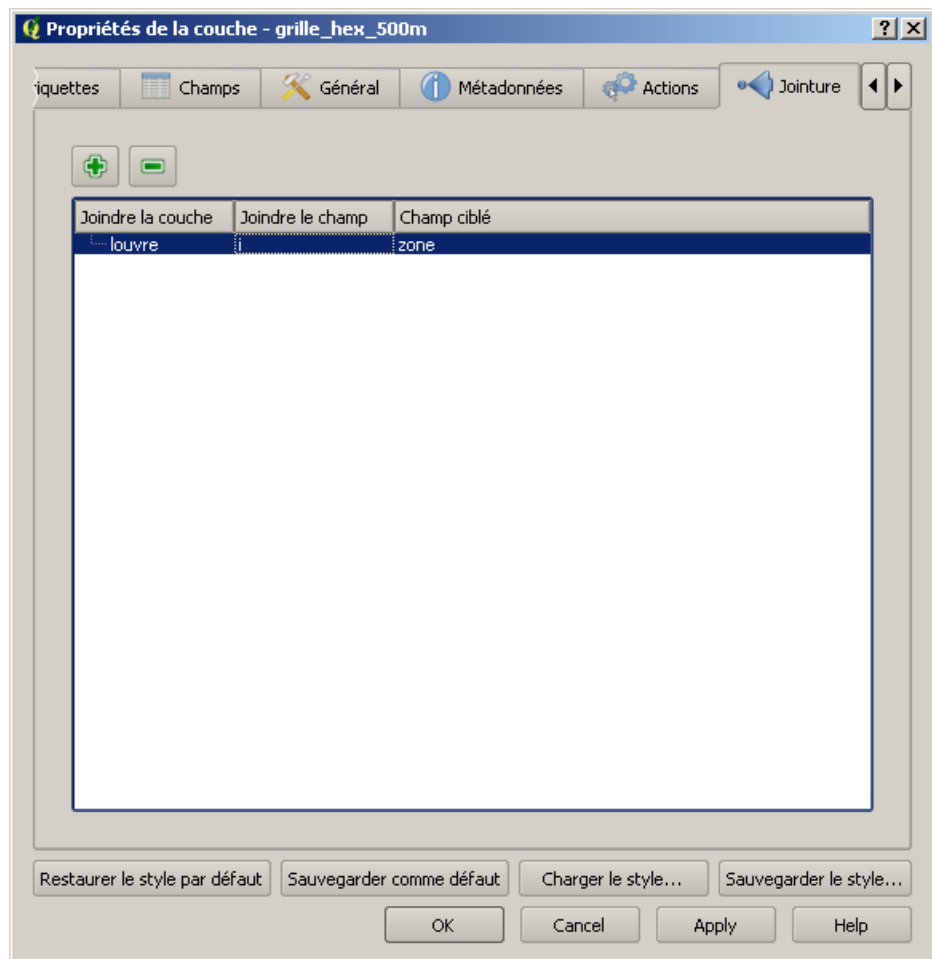 Propriétés de la couche - grille_hex_500m
iquettes Champs Général Métadonnées Actions Jointure
Joindre la couche Joindre le champ Champ ciblé
louvre i zone
Restaurer le style par défaut Sauvegarder comme défaut Charger le style... Sauvegarder le style...
OK Cancel Apply Help